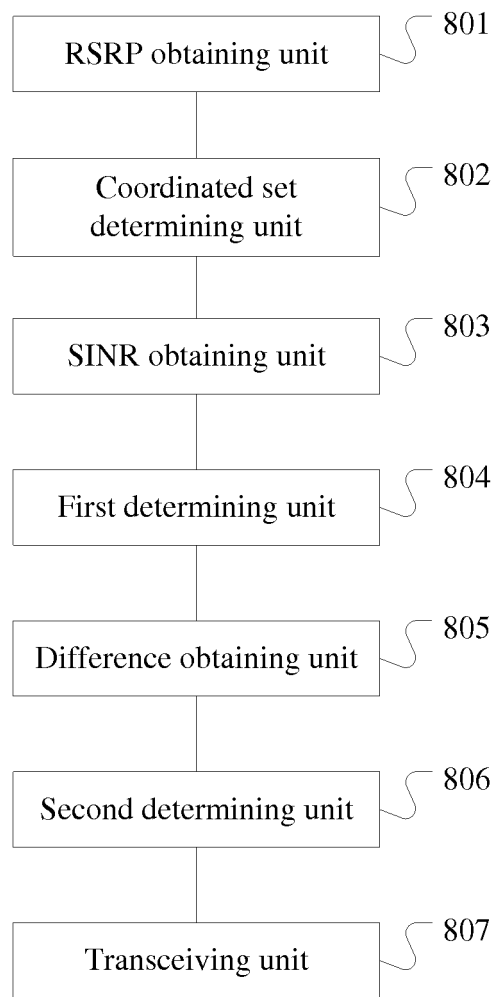 801
RSRP obtaining unit
802
Coordinated set
determining unit
803
SINR obtaining unit
804
First determining unit
805
Difference obtaining unit
806
Second determining unit
807
Transceiving unit